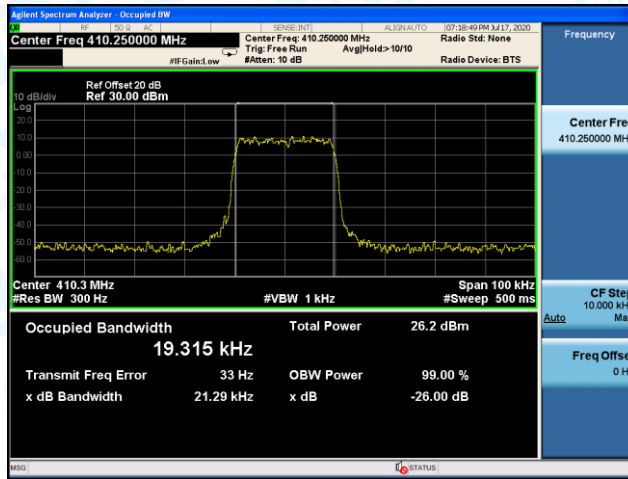 Agilent Spectrum Analyzer - Occupied BW
LXI RF 50 Ω AC SENSE:INT ALIGNAUTO 07:18:49 PM Jul 17, 2020
Center Freq 410.250000 MHz
Center Freq: 410.250000 MHz
Radio Std: None
Trig: Free Run Avg|Hold:>10/10
#IFGain:Low #Atten: 10 dB Radio Device: BTS
Ref Offset 20 dB
10 dB/div Ref 30.00 dBm
Log
20.0
10.0
0.00
-10.0
-20.0
-30.0
-40.0
-50.0
-60.0
Center 410.3 MHz Span 100 kHz
#Res BW 300 Hz #VBW 1 kHz #Sweep 500 ms
Occupied Bandwidth Total Power 26.2 dBm
19.315 kHz
Transmit Freq Error 33 Hz OBW Power 99.00 %
x dB Bandwidth 21.29 kHz x dB -26.00 dB
MSG STATUS
Frequency
Center Fre
410.250000 MH
CF Ste
10.000 kH
Auto Ma
Freq Offse
0 H